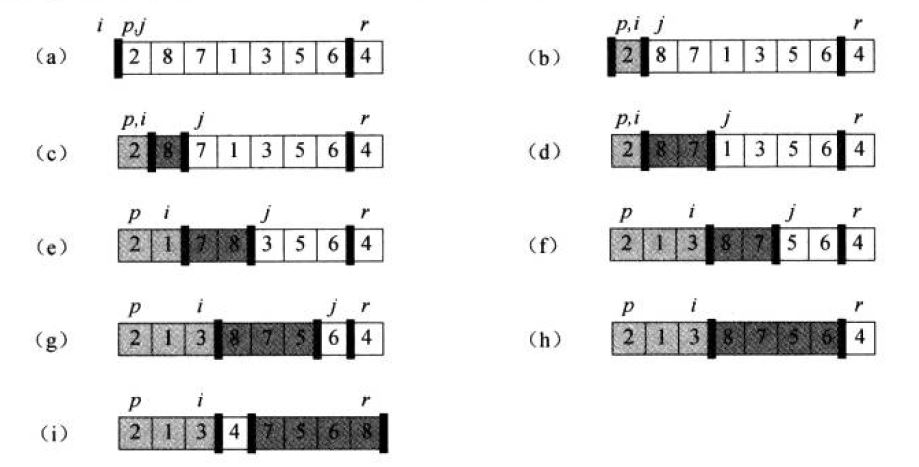 i p,j r
(a) 2 8 7 1 3 5 6 4
p,i j r
(b) 2 8 7 1 3 5 6 4
p,i j r
(c) 2 8 7 1 3 5 6 4
p,i j r
(d) 2 8 7 1 3 5 6 4
p i j r
(e) 2 1 7 8 3 5 6 4
p i j r
(f) 2 1 3 8 7 5 6 4
p i j r
(g) 2 1 3 8 7 5 6 4
p i r
(h) 2 1 3 8 7 5 6 4
p i r
(i) 2 1 3 4 7 5 6 8